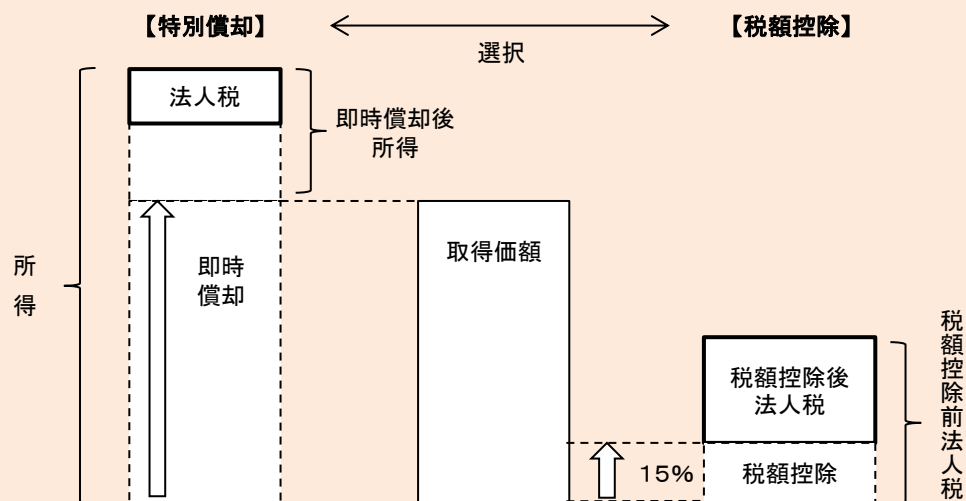 【特別償却】
選択
【税額控除】
法人税
即時償却後
所得
所
得
即時
償却
取得価額
税額控除後
法人税
15%
税額控除
税額控除前法人税